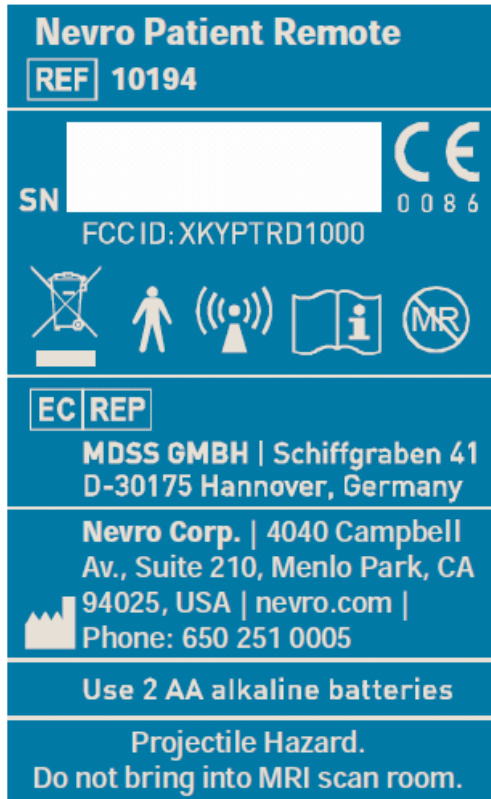 Nevro Patient Remote
REF 10194
SN
CE
0086
FCC ID: XKYPTRD1000
MR
EC REP
MDSS GMBH | Schiffgraben 41
D-30175 Hannover, Germany
Nevro Corp. | 4040 Campbell
Av., Suite 210, Menlo Park, CA
94025, USA | nevro.com |
Phone: 650 251 0005
Use 2 AA alkaline batteries
Projectile Hazard.
Do not bring into MRI scan room.